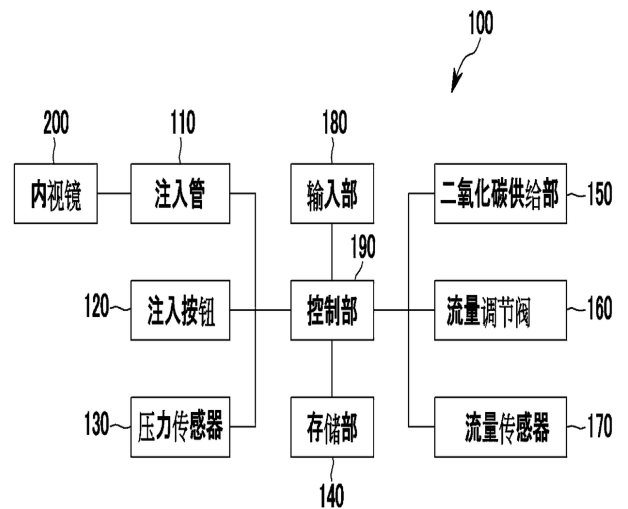 100
200
110
180
内视镜
注入管
输入部
二氧化碳供给部
150
190
120
注入按钮
控制部
流量调节阀
160
130
压力传感器
存储部
流量传感器
170
140